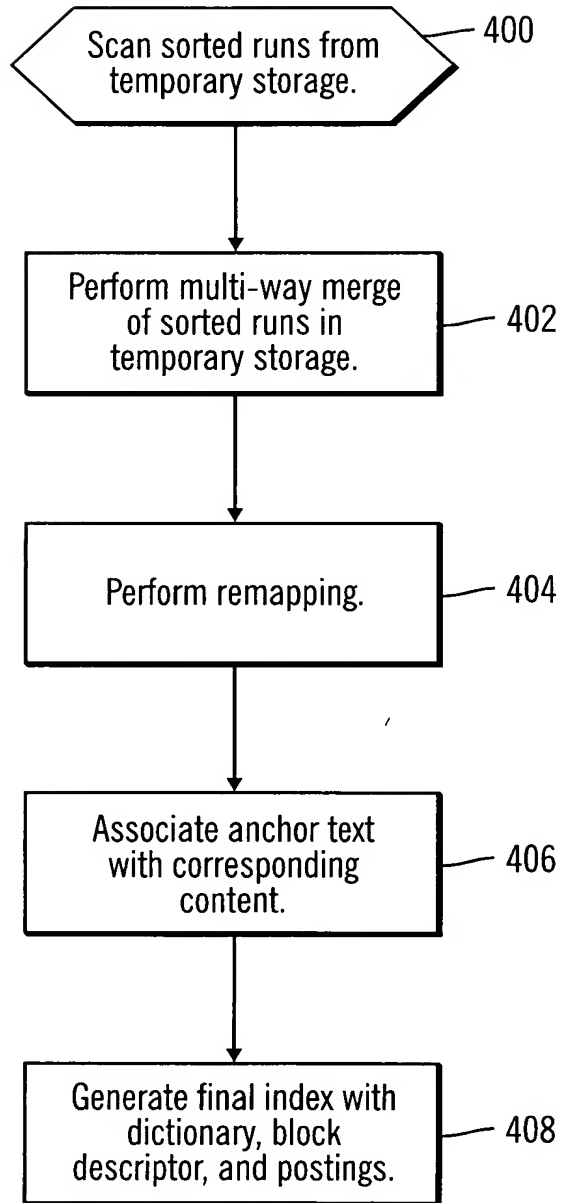 Scan sorted runs from
temporary storage.
400
Perform multi-way merge
of sorted runs in
temporary storage.
402
Perform remapping.
404
Associate anchor text
with corresponding
content.
406
Generate final index with
dictionary, block
descriptor, and postings.
408